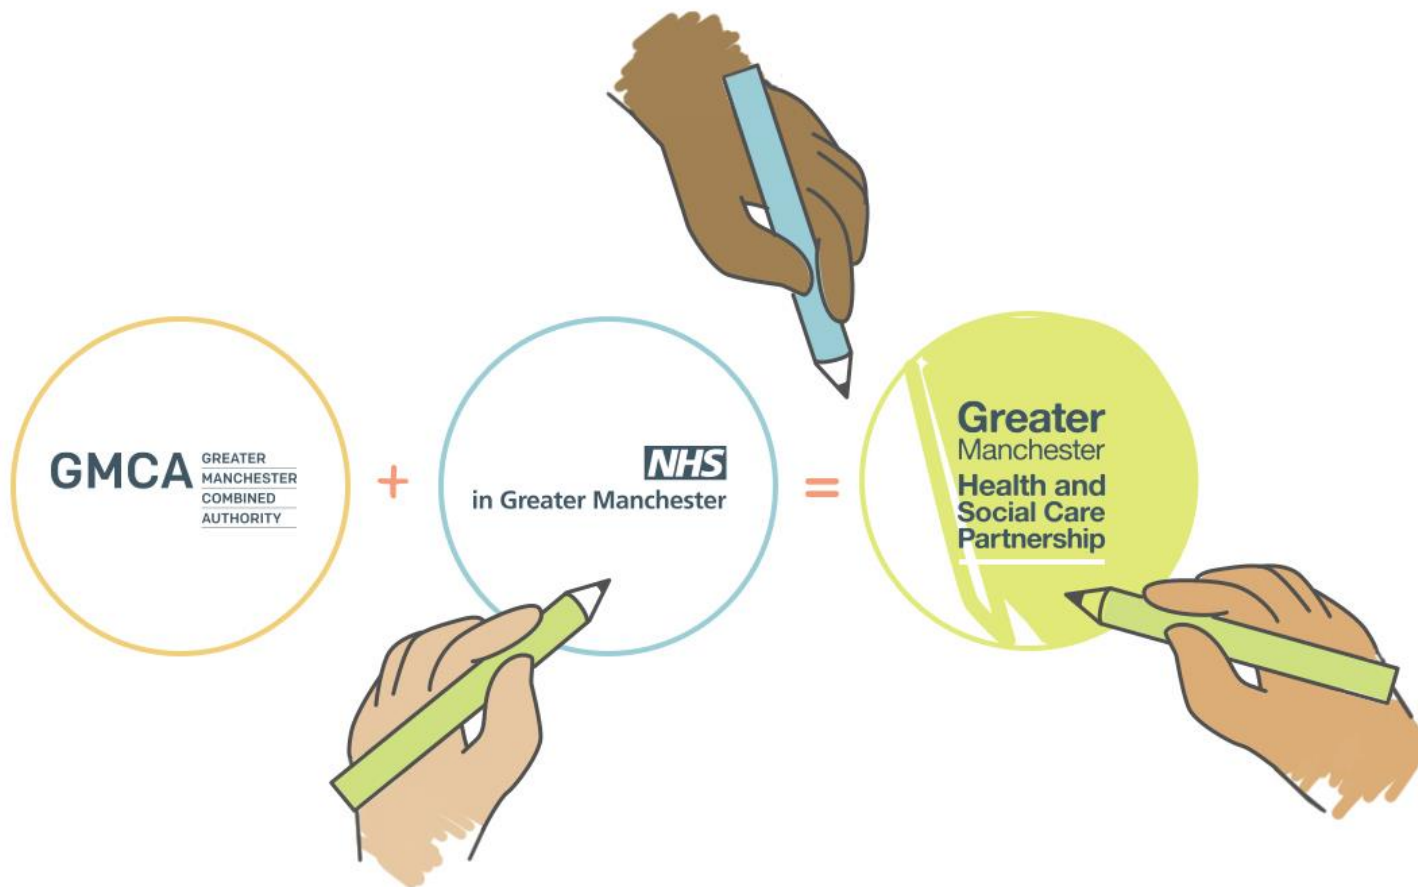 GMCA
GREATER
MANCHESTER
COMBINED
AUTHORITY
+
NHS
in Greater Manchester
=
Greater
Manchester
Health and
Social Care
Partnership